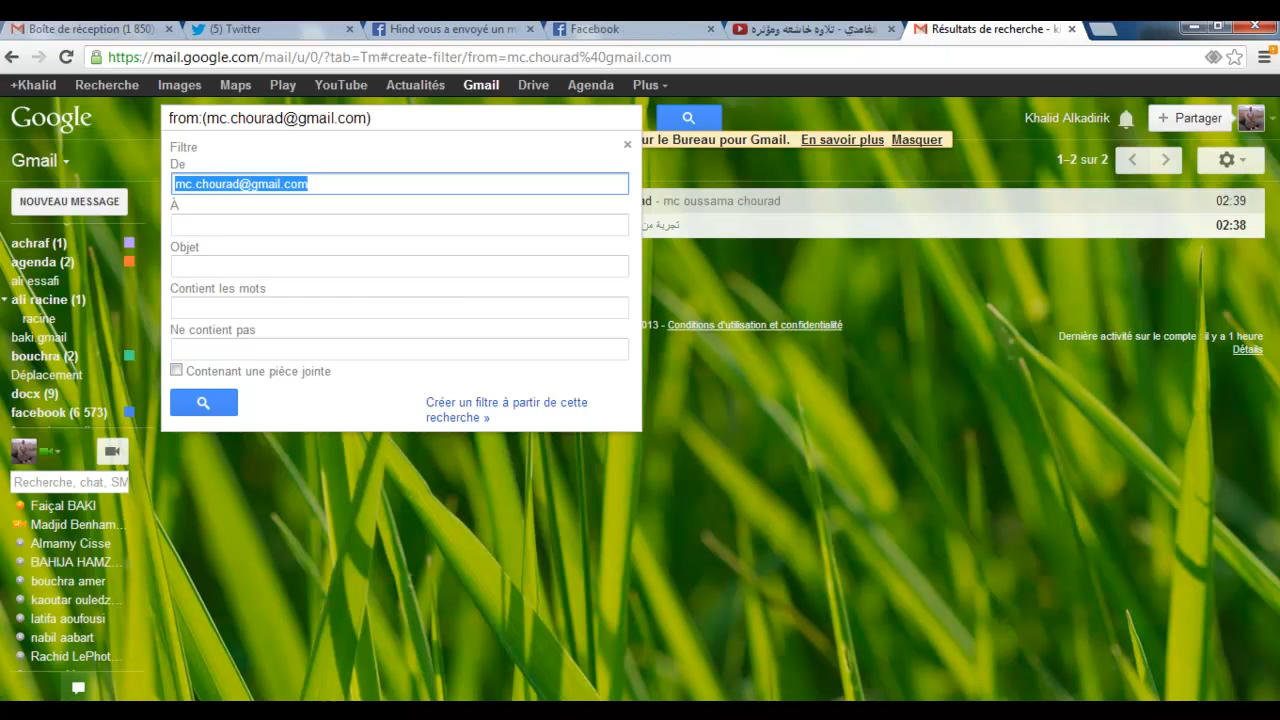 Boîte de réception (1 850)
(5) Twitter
Hind vous a envoyé un m
Facebook
الغامدي - تلاوه خاشعه ومؤثره
Résultats de recherche - k
https://mail.google.com/mail/u/0/?tab=Tm#create-filter/from=mc.chourad%40gmail.com
+Khalid Recherche Images Maps Play YouTube Actualités Gmail Drive Agenda Plus
Google
from:(mc.chourad@gmail.com)
Khalid Alkadirik
+ Partager
ur le Bureau pour Gmail. En savoir plus Masquer
Gmail
1–2 sur 2
NOUVEAU MESSAGE
Filtre
De
mc.chourad@gmail.com
À
Objet
Contient les mots
Ne contient pas
Contenant une pièce jointe
Créer un filtre à partir de cette
recherche »
ad - mc oussama chourad
02:39
تجربة من
02:38
013 - Conditions d'utilisation et confidentialité
Dernière activité sur le compte : il y a 1 heure
Détails
achraf (1)
agenda (2)
ali essafi
ali racine (1)
racine
baki,gmail
bouchra (2)
Déplacement
docx (9)
facebook (6 573)
Recherche, chat, SM
Faiçal BAKI
Madjid Benham...
Almamy Cisse
BAHIJA HAMZ...
bouchra amer
kaoutar ouledz...
latifa aoufousi
nabil aabart
Rachid LePhot...